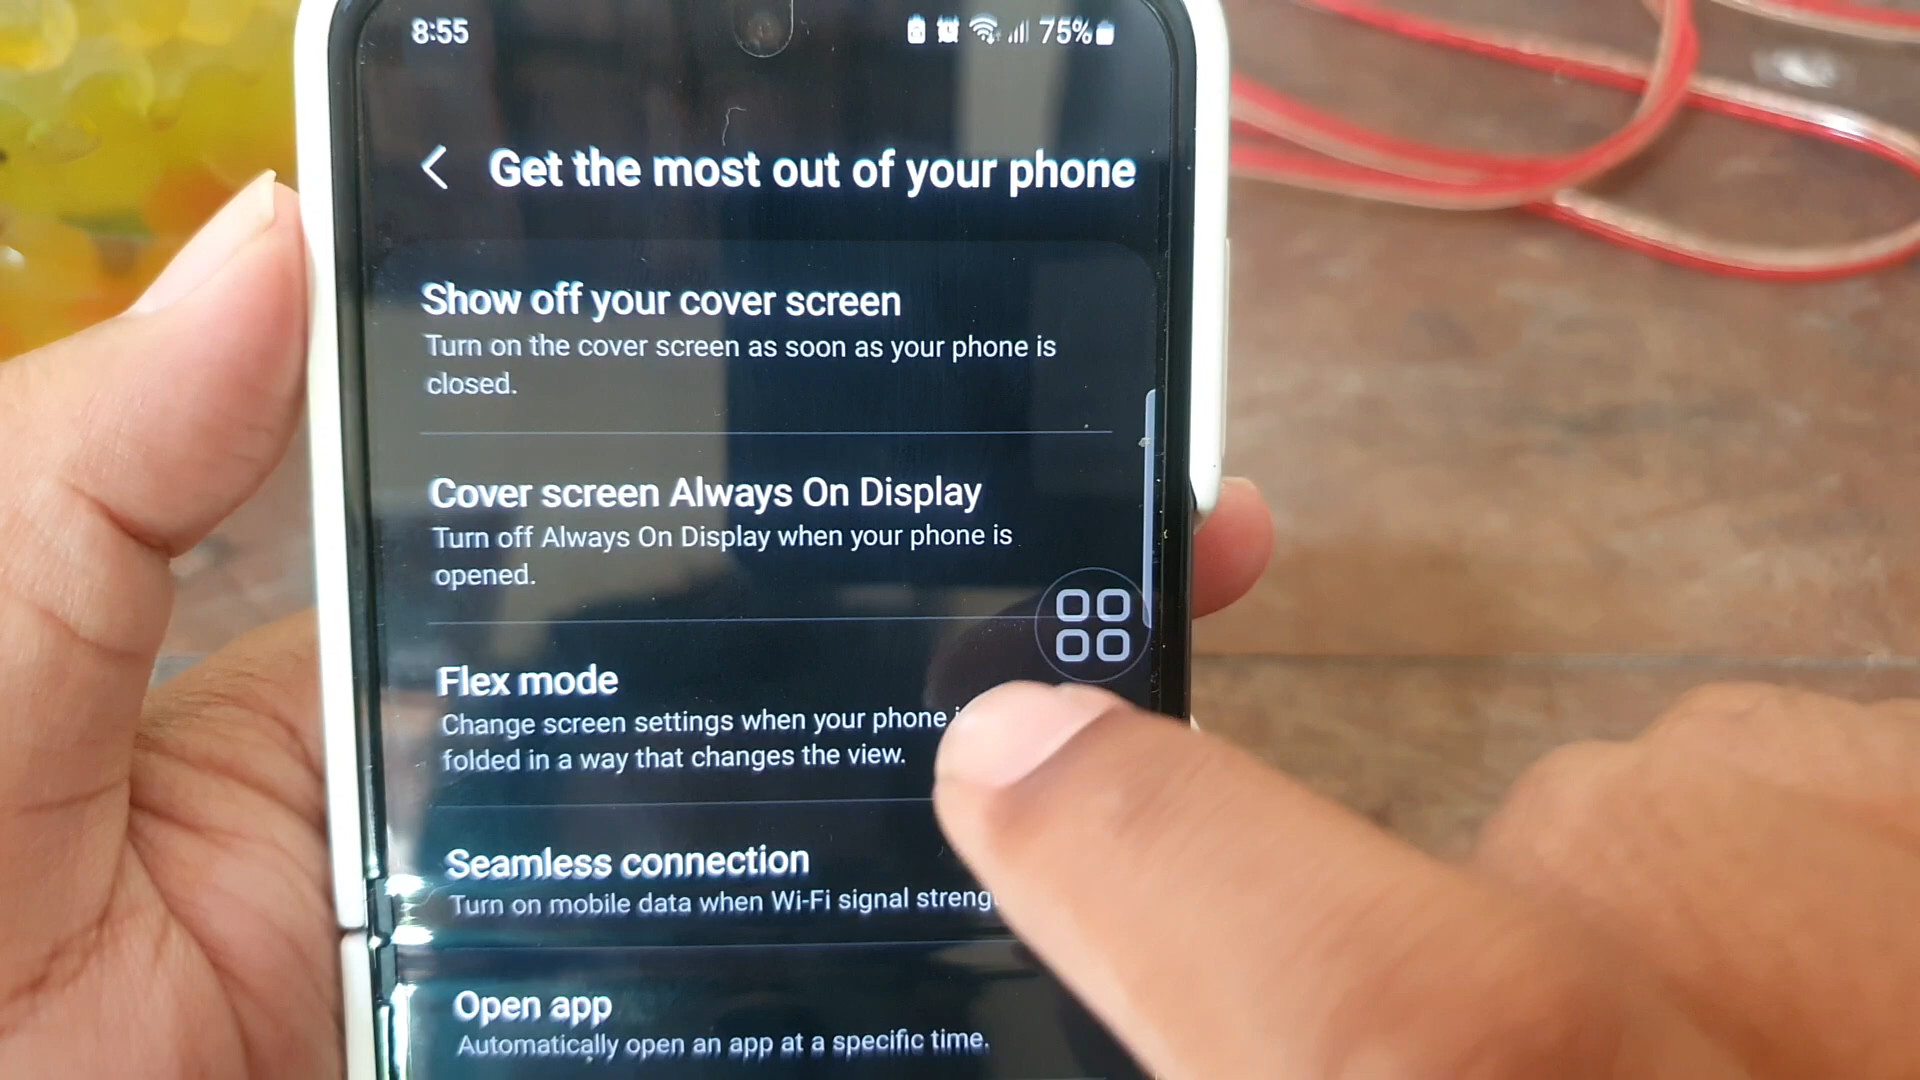 8:55
75%
Get the most out of your phone
Show off your cover screen
Turn on the cover screen as soon as your phone is
closed.
Cover screen Always On Display
Turn off Always On Display when your phone is
opened.
Flex mode
Change screen settings when your phone
folded in a way that changes the view.
Seamless connection
Turn on mobile data when Wi-Fi signal
Open app
Automatically open an app at a specific time.